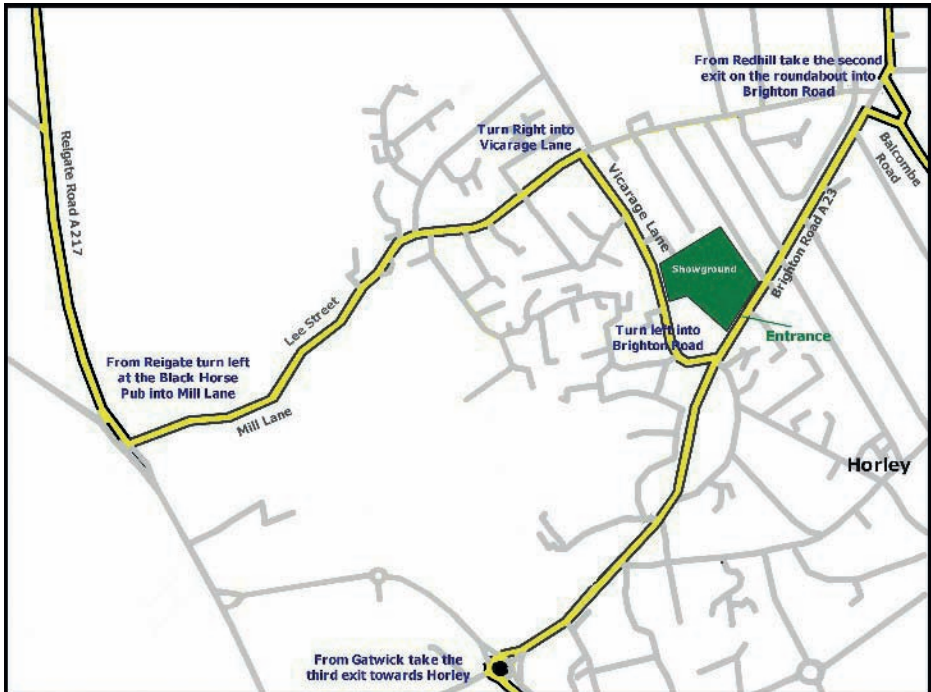 From Redhill take the second
exit on the roundabout into
Brighton Road
Turn Right into
Vicarage Lane
Balcombe
Road
Reigate Road A217
Vicarage Lane
Brighton Road A23
Showground
Lee Street
Turn left into
Brighton Road
Entrance
From Reigate turn left
at the Black Horse
Pub into Mill Lane
Mill Lane
Horley
From Gatwick take the
third exit towards Horley